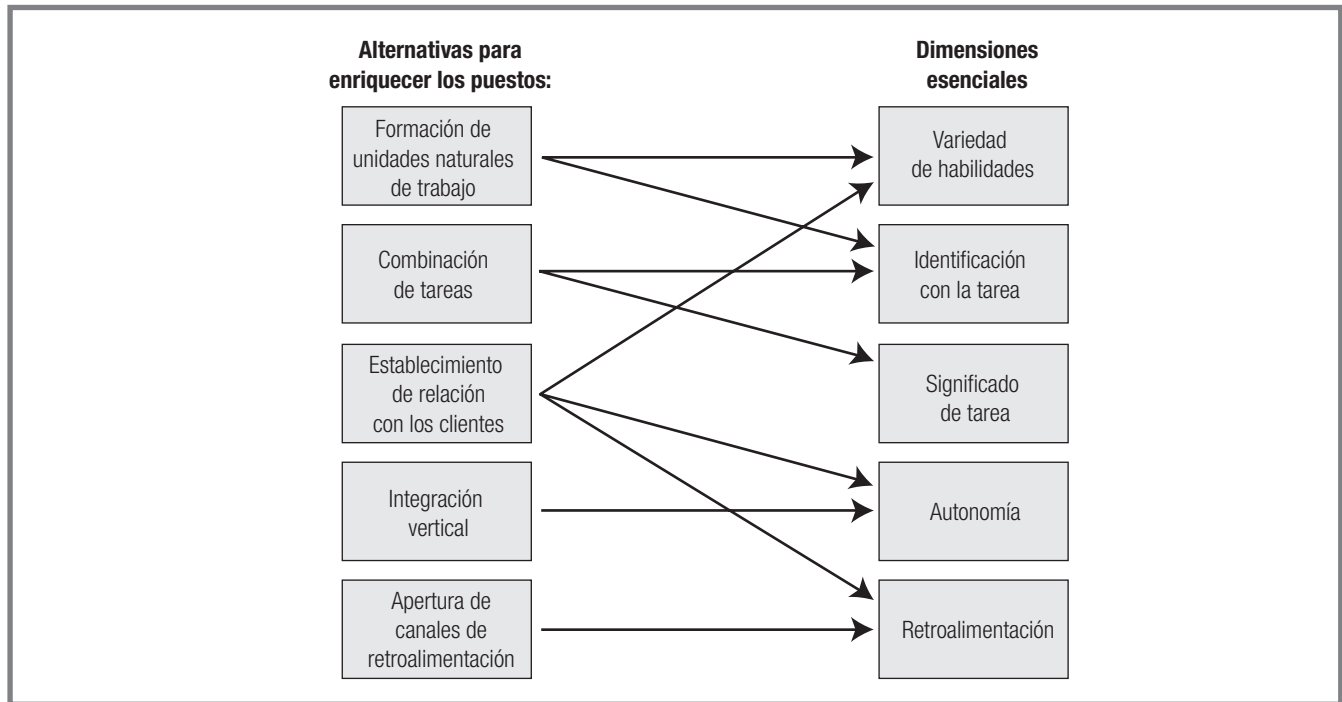 Alternativas para
enriquecer los puestos:
Formación de
unidades naturales
de trabajo
Combinación
de tareas
Establecimiento
de relación
con los clientes
Integración
vertical
Apertura de
canales de
retroalimentación
Dimensiones
esenciales
Variedad
de habilidades
Identificación
con la tarea
Significado
de tarea
Autonomía
Retroalimentación